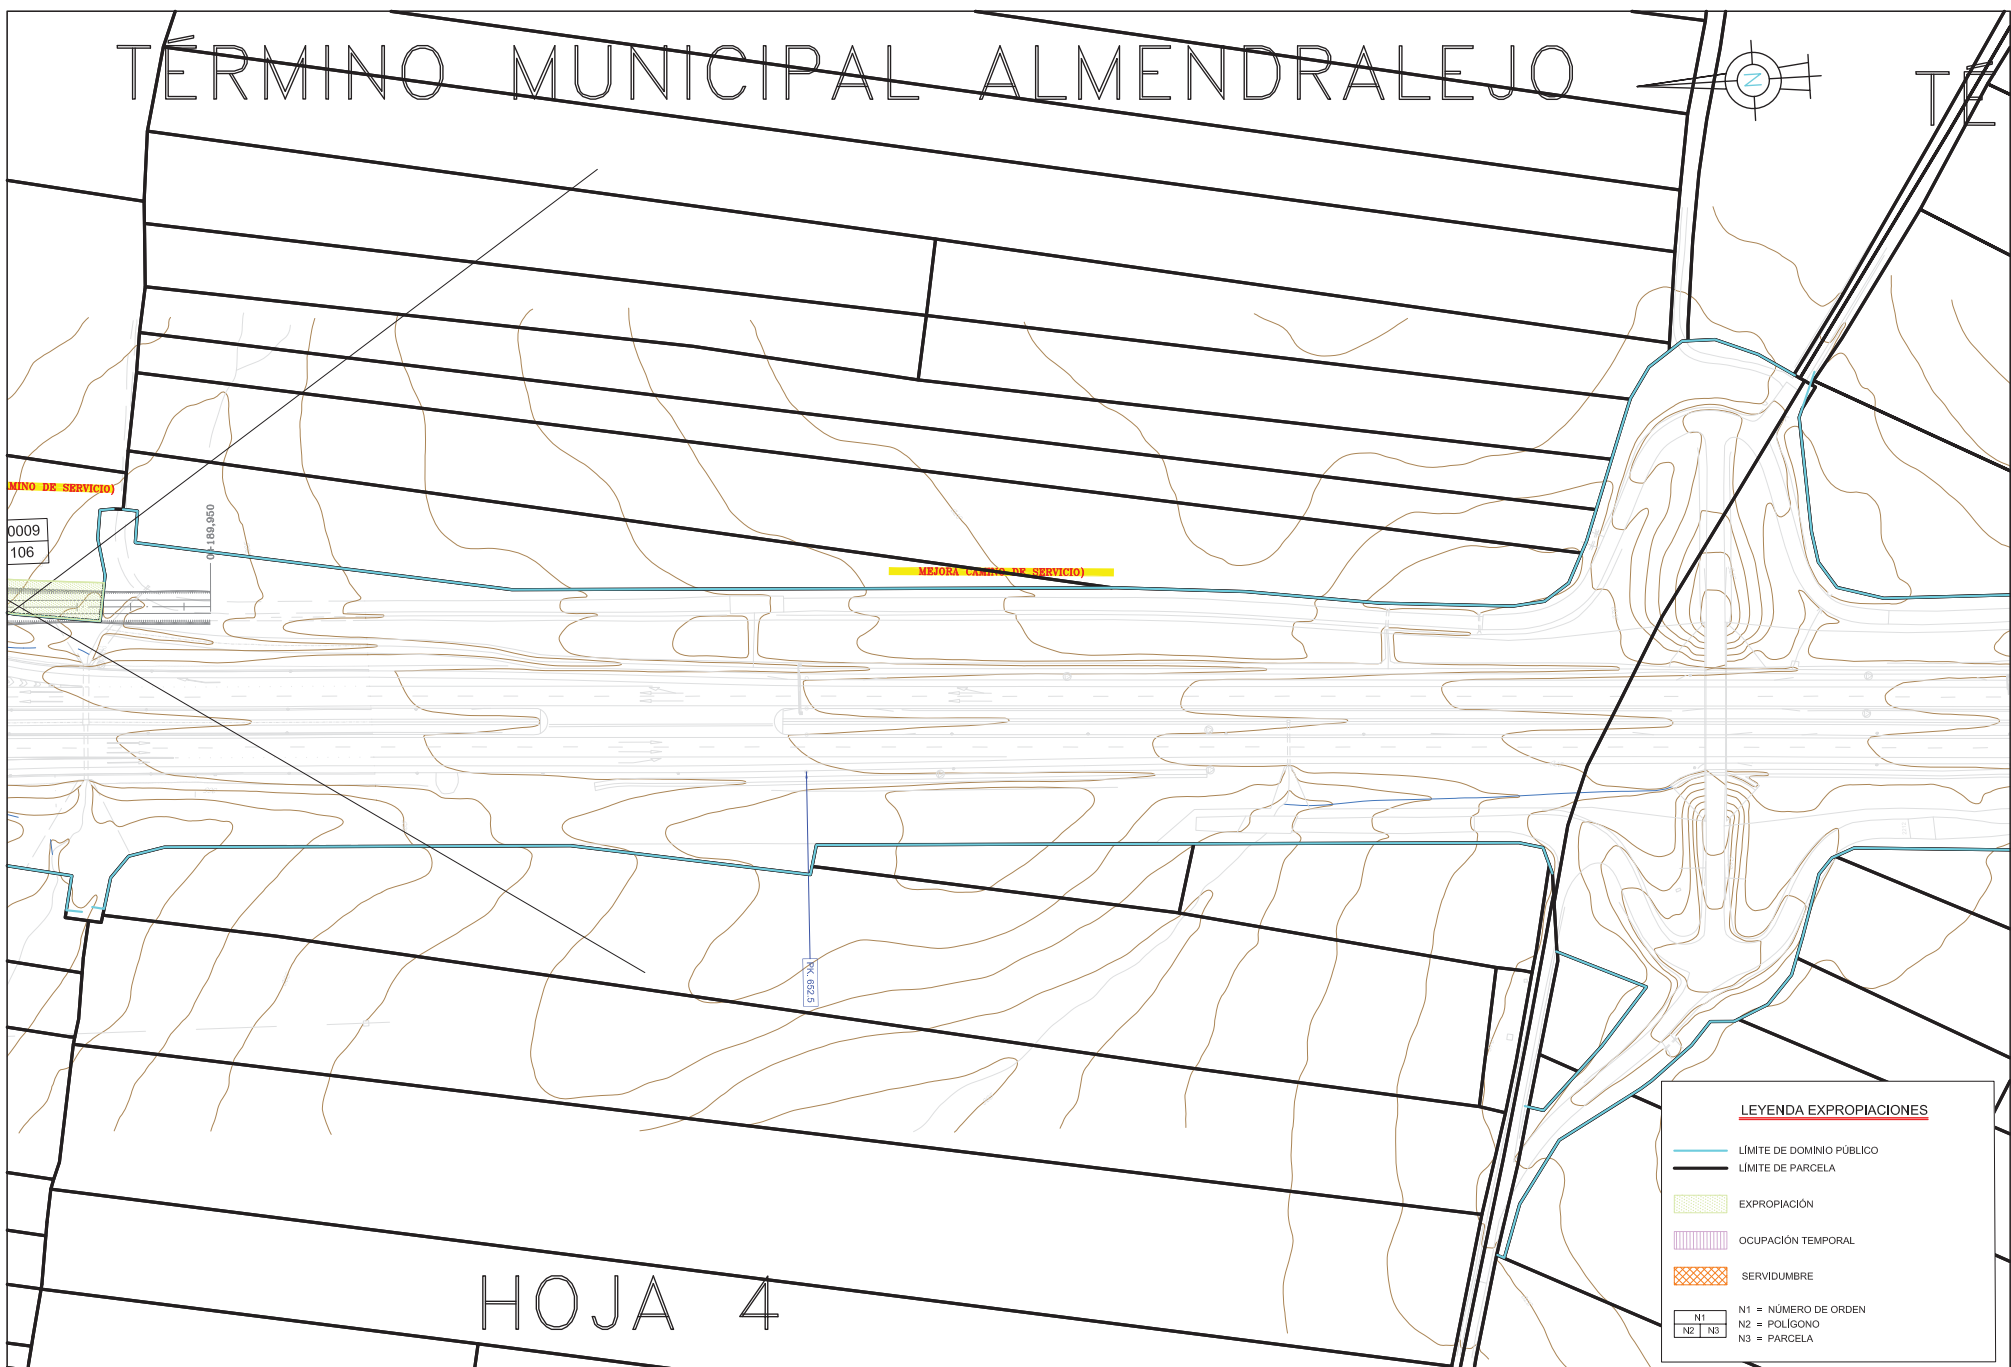 TÉRMINO MUNICIPAL ALMENDRALEJO
N
TÉ
AMINO DE SERVICIO)
0009
106
0+189,950
MEJORA CAMINO DE SERVICIO)
PK. 652.5
HOJA 4
LEYENDA EXPROPIACIONES
LÍMITE DE DOMINIO PÚBLICO
LÍMITE DE PARCELA
EXPROPIACIÓN
OCUPACIÓN TEMPORAL
SERVIDUMBRE
N1
N2 N3
N1 = NÚMERO DE ORDEN
N2 = POLÍGONO
N3 = PARCELA